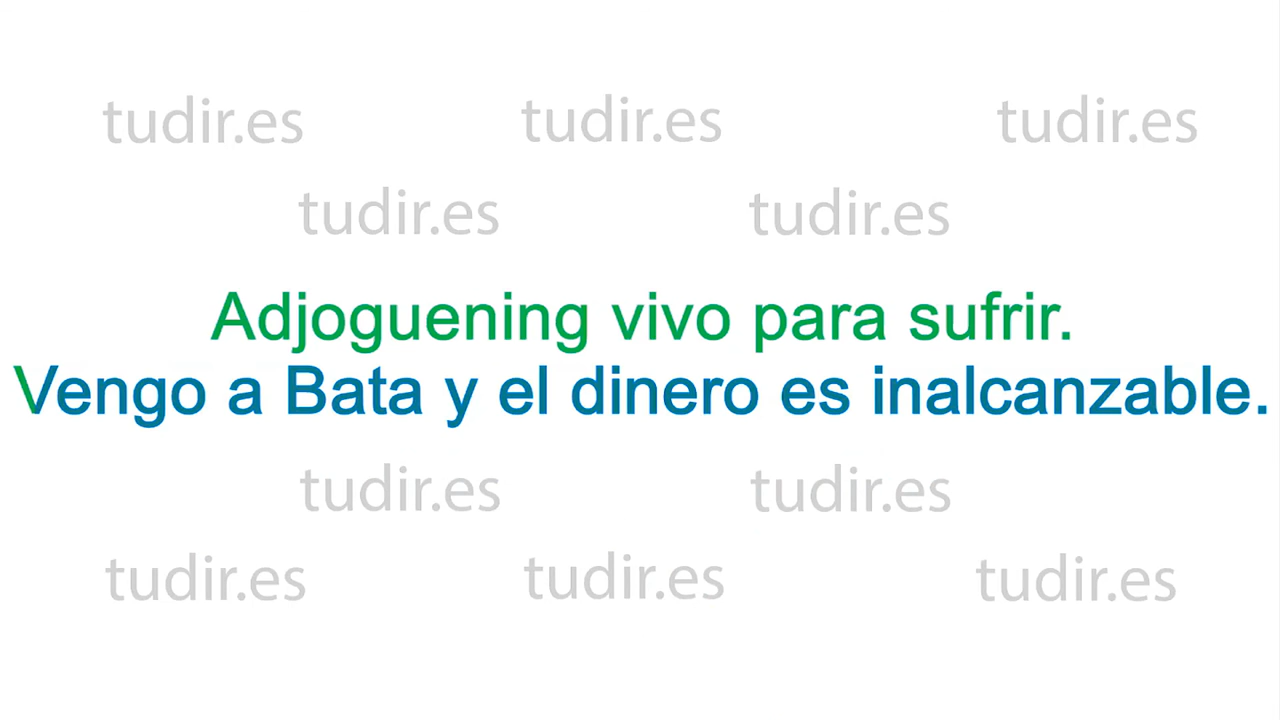 tudir.es tudir.es tudir.es
tudir.es tudir.es
Adjoguening vivo para sufrir.
Vengo a Bata y el dinero es inalcanzable.
tudir.es tudir.es
tudir.es tudir.es tudir.es